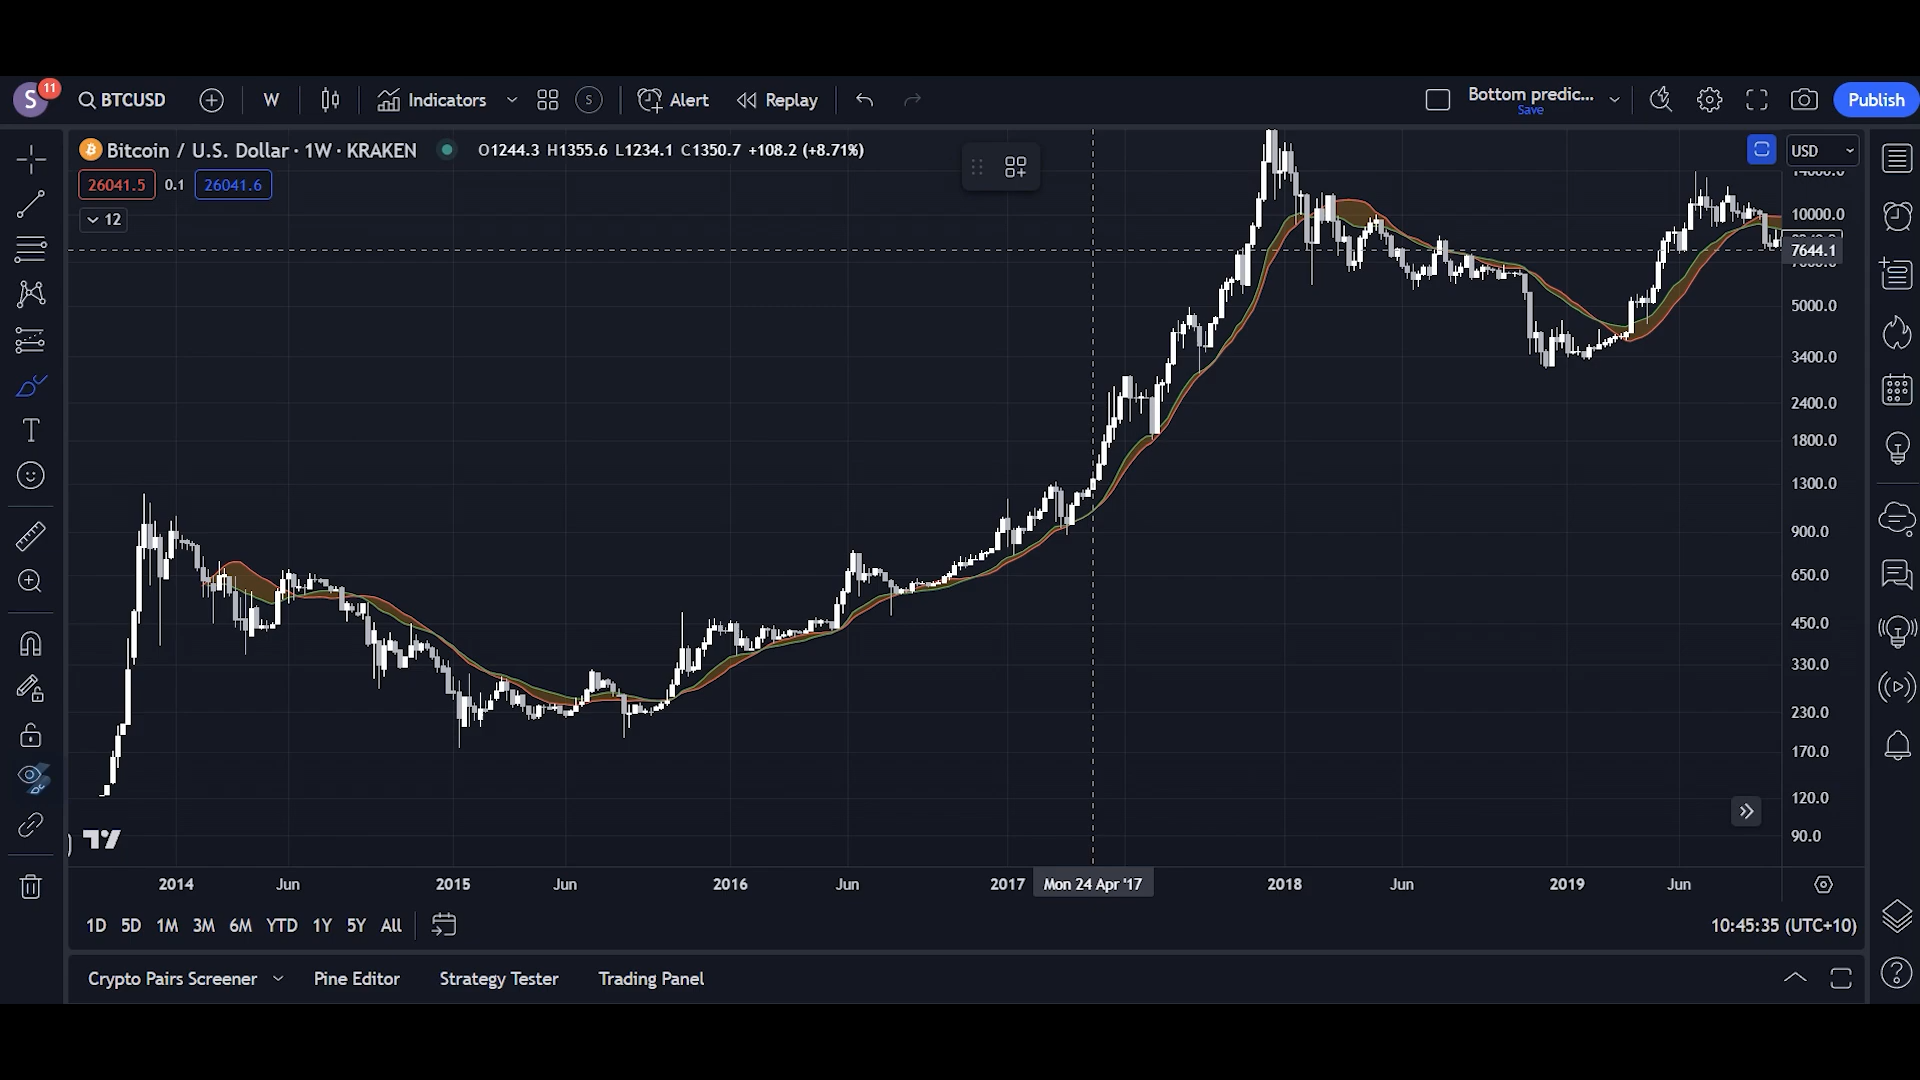 S 11 BTCUSD W Indicators S Alert Replay Bottom predic... Save Publish
Bitcoin / U.S. Dollar · 1W · KRAKEN O1244.3 H1355.6 L1234.1 C1350.7 +108.2 (+8.71%) USD
26041.5 0.1 26041.6
12
14000.0
10000.0
7644.1
5000.0
3400.0
2400.0
1800.0
1300.0
900.0
650.0
450.0
330.0
230.0
170.0
120.0
90.0
2014 Jun 2015 Jun 2016 Jun 2017 Mon 24 Apr '17 2018 Jun 2019 Jun
1D 5D 1M 3M 6M YTD 1Y 5Y All 10:45:35 (UTC+10)
Crypto Pairs Screener Pine Editor Strategy Tester Trading Panel